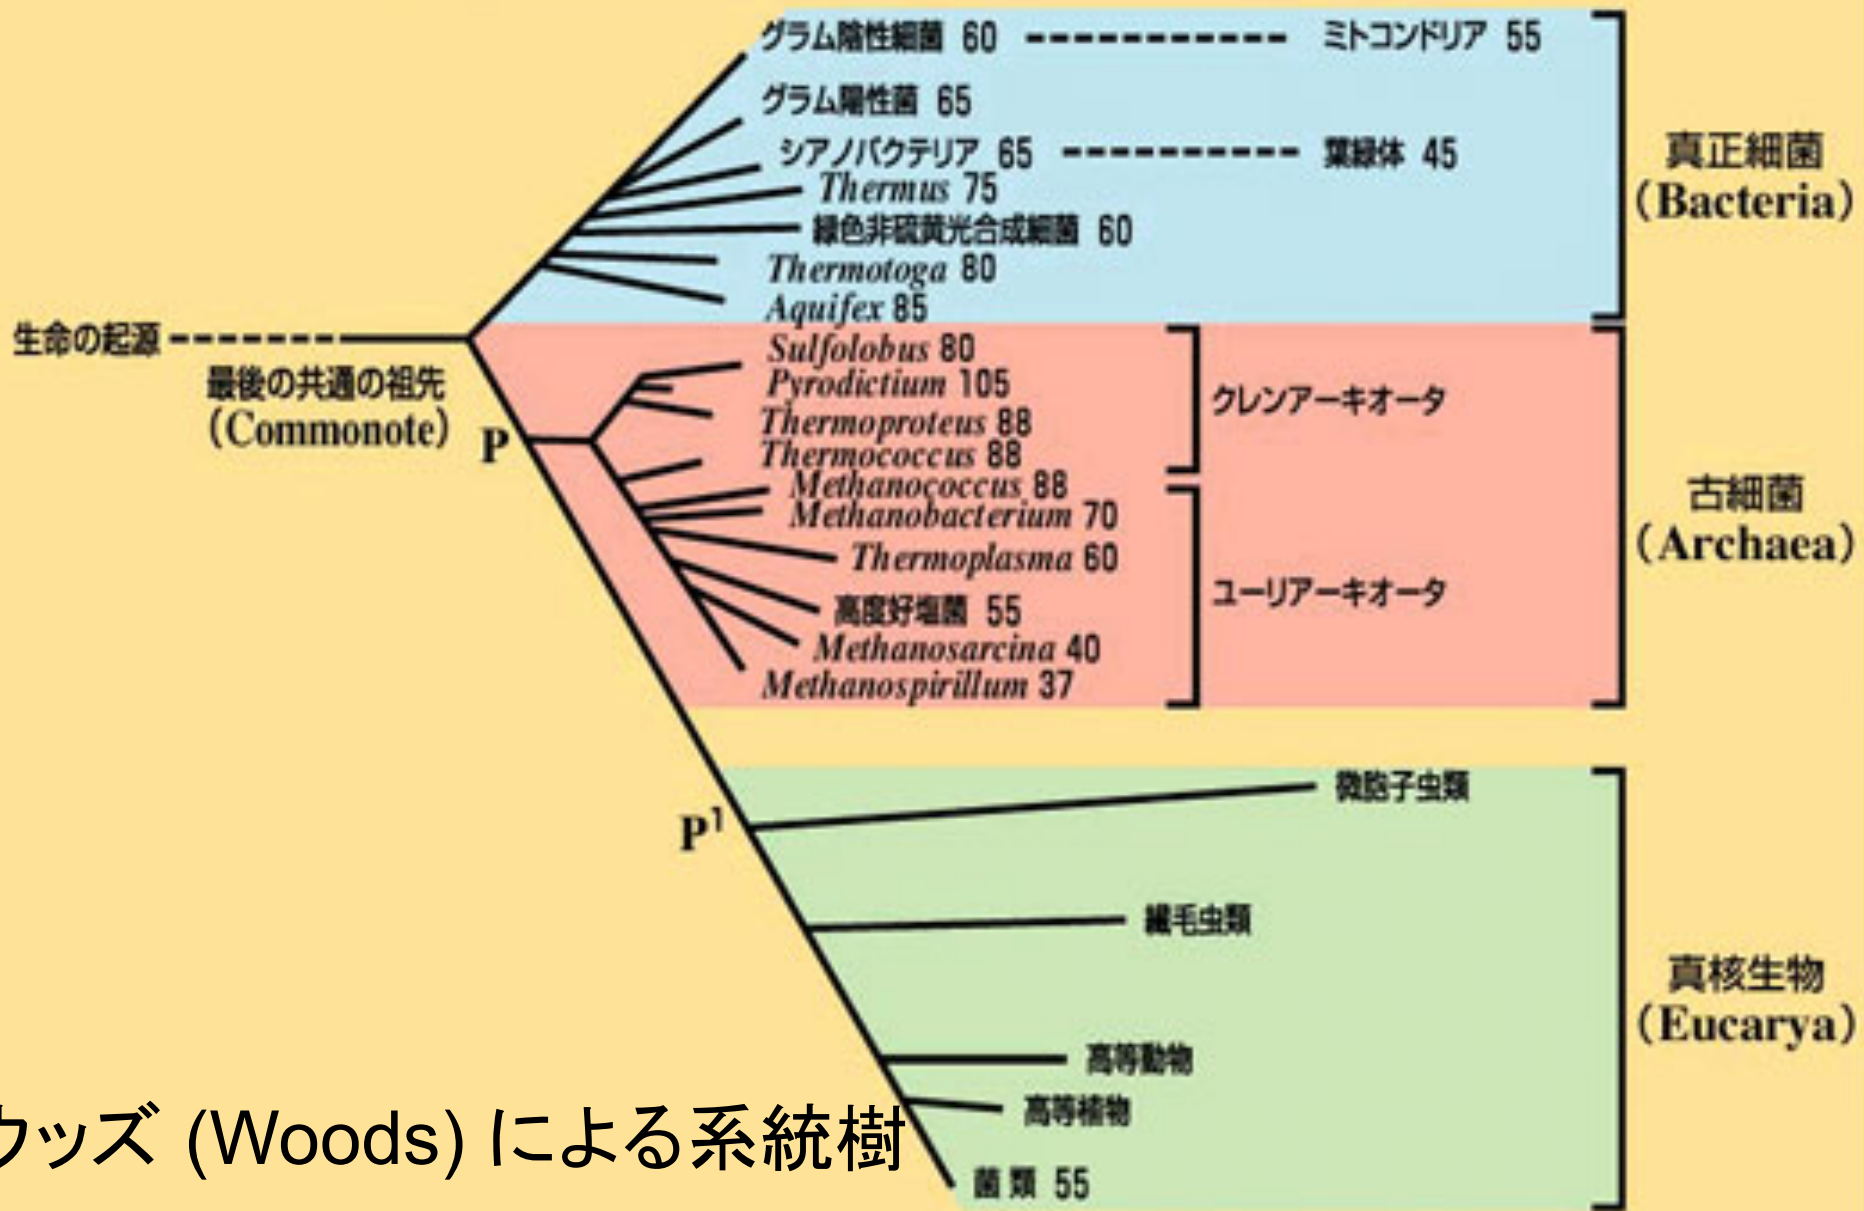 グラム陰性細菌 60 ミトコンドリア 55
グラム陽性菌 65
シアノバクテリア 65 葉緑体 45
Thermus 75
緑色非硫黄光合成細菌 60
Thermotoga 80
Aquifex 85
真正細菌
(Bacteria)
生命の起源
最後の共通の祖先
(Commonote)
P
Sulfolobus 80
Pyrodictium 105
Thermoproteus 88
クレンアーキオータ
Thermococcus 88
Methanococcus 88
Methanobacterium 70
Thermoplasma 60
高度好塩菌 55
Methanosarcina 40
Methanospirillum 37
ユーリアーキオータ
古細菌
(Archaea)
P1
微胞子虫類
繊毛虫類
高等動物
高等植物
菌類 55
真核生物
(Eucarya)
ウッズ (Woods) による系統樹